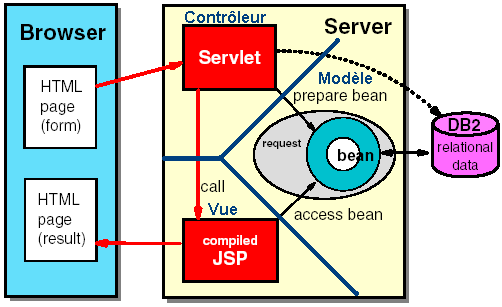 Browser
HTML
page
(form)
HTML
page
(result)
Contrôleur
Servlet
Server
Modèle
prepare bean
request
bean
call
Vue
access bean
compiled
JSP
DB2
relational
data